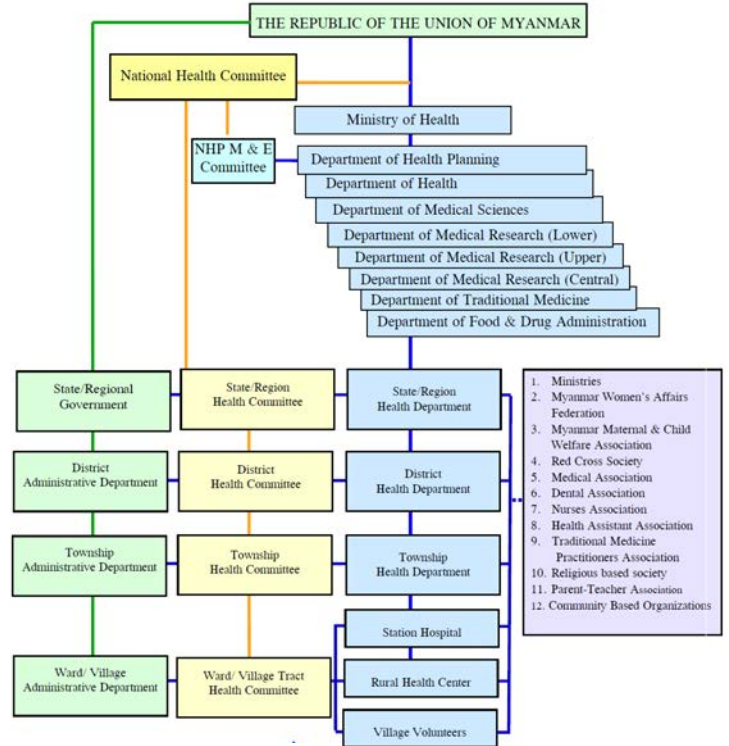 THE REPUBLIC OF THE UNION OF MYANMAR
National Health Committee
Ministry of Health
NHP M & E
Committee
Department of Health Planning
Department of Health
Department of Medical Sciences
Department of Medical Research (Lower)
Department of Medical Research (Upper)
Department of Medical Research (Central)
Department of Traditional Medicine
Department of Food & Drug Administration
State/Regional
Government
State/Region
Health Committee
State/Region
Health Department
District
Administrative Department
District
Health Committee
District
Health Department
Township
Administrative Department
Township
Health Committee
Township
Health Department
Station Hospital
Ward/ Village
Administrative Department
Ward/ Village Tract
Health Committee
Rural Health Center
Village Volunteers
1. Ministries
2. Myanmar Women's Affairs
Federation
3. Myanmar Maternal & Child
Welfare Association
4. Red Cross Society
5. Medical Association
6. Dental Association
7. Nurses Association
8. Health Assistant Association
9. Traditional Medicine
Practitioners Association
10. Religious based society
11. Parent-Teacher Association
12. Community Based Organizations